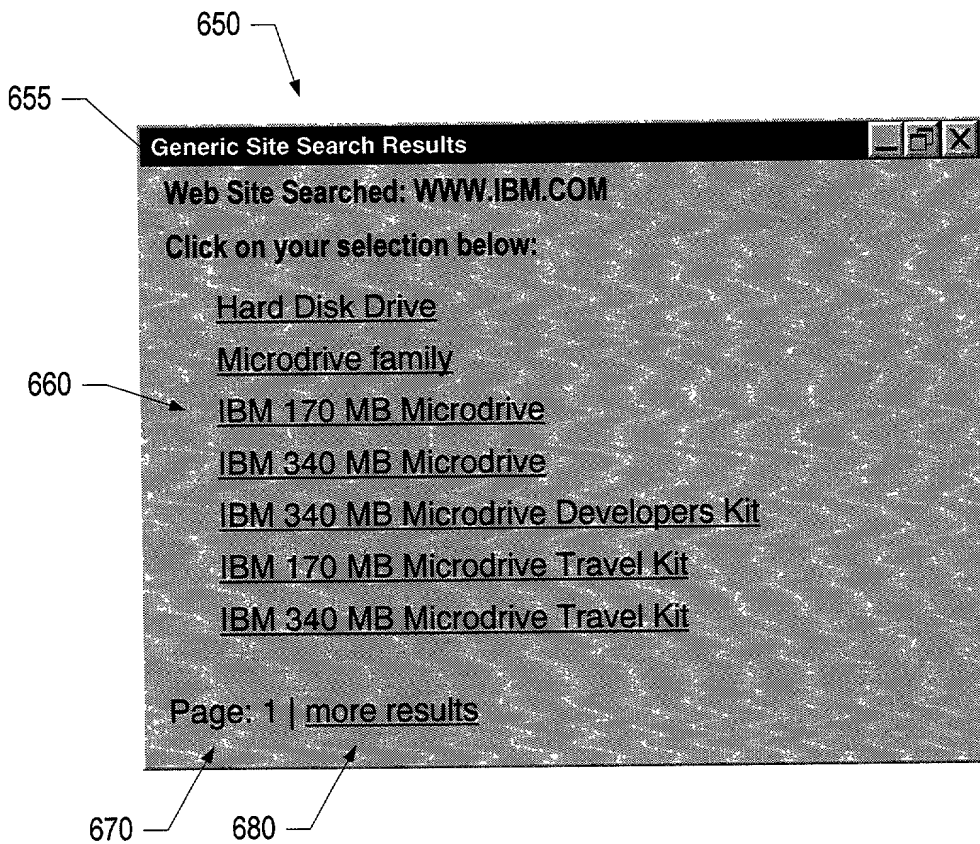 650
655
Generic Site Search Results
Web Site Searched: WWW.IBM.COM
Click on your selection below:
Hard Disk Drive
Microdrive family
660
IBM 170 MB Microdrive
IBM 340 MB Microdrive
IBM 340 MB Microdrive Developers Kit
IBM 170 MB Microdrive Travel Kit
IBM 340 MB Microdrive Travel Kit
Page: 1 | more results
670
680